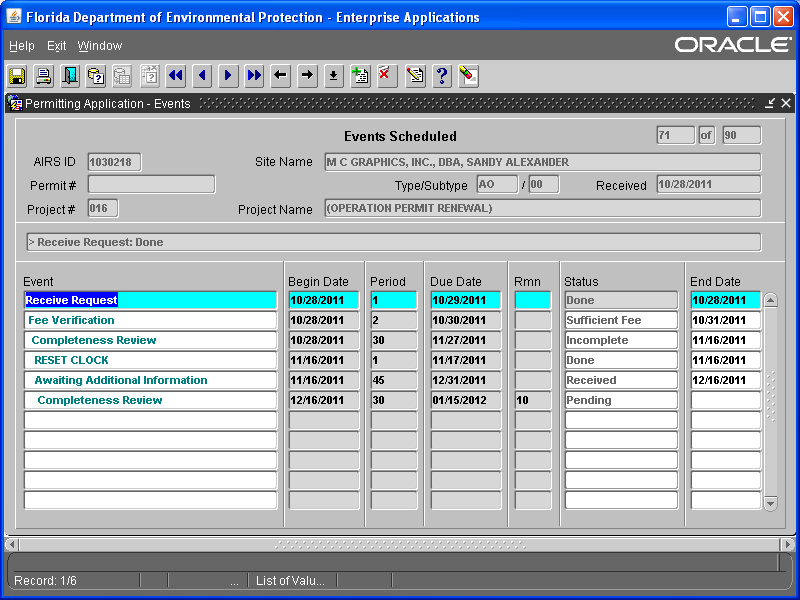 Florida Department of Environmental Protection - Enterprise Applications
Help Exit Window
ORACLE
Permitting Application - Events
Events Scheduled 71 of 90
AIRS ID 1030218 Site Name M C GRAPHICS, INC., DBA, SANDY ALEXANDER
Permit # Type/Subtype AO / 00 Received 10/28/2011
Project # 016 Project Name (OPERATION PERMIT RENEWAL)
> Receive Request: Done
Event Begin Date Period Due Date Rmn Status End Date
Receive Request 10/28/2011 1 10/29/2011 Done 10/28/2011
Fee Verification 10/28/2011 2 10/30/2011 Sufficient Fee 10/31/2011
Completeness Review 10/28/2011 30 11/27/2011 Incomplete 11/16/2011
RESET CLOCK 11/16/2011 1 11/17/2011 Done 11/16/2011
Awaiting Additional Information 11/16/2011 45 12/31/2011 Received 12/16/2011
Completeness Review 12/16/2011 30 01/15/2012 10 Pending
Record: 1/6 ... List of Valu...